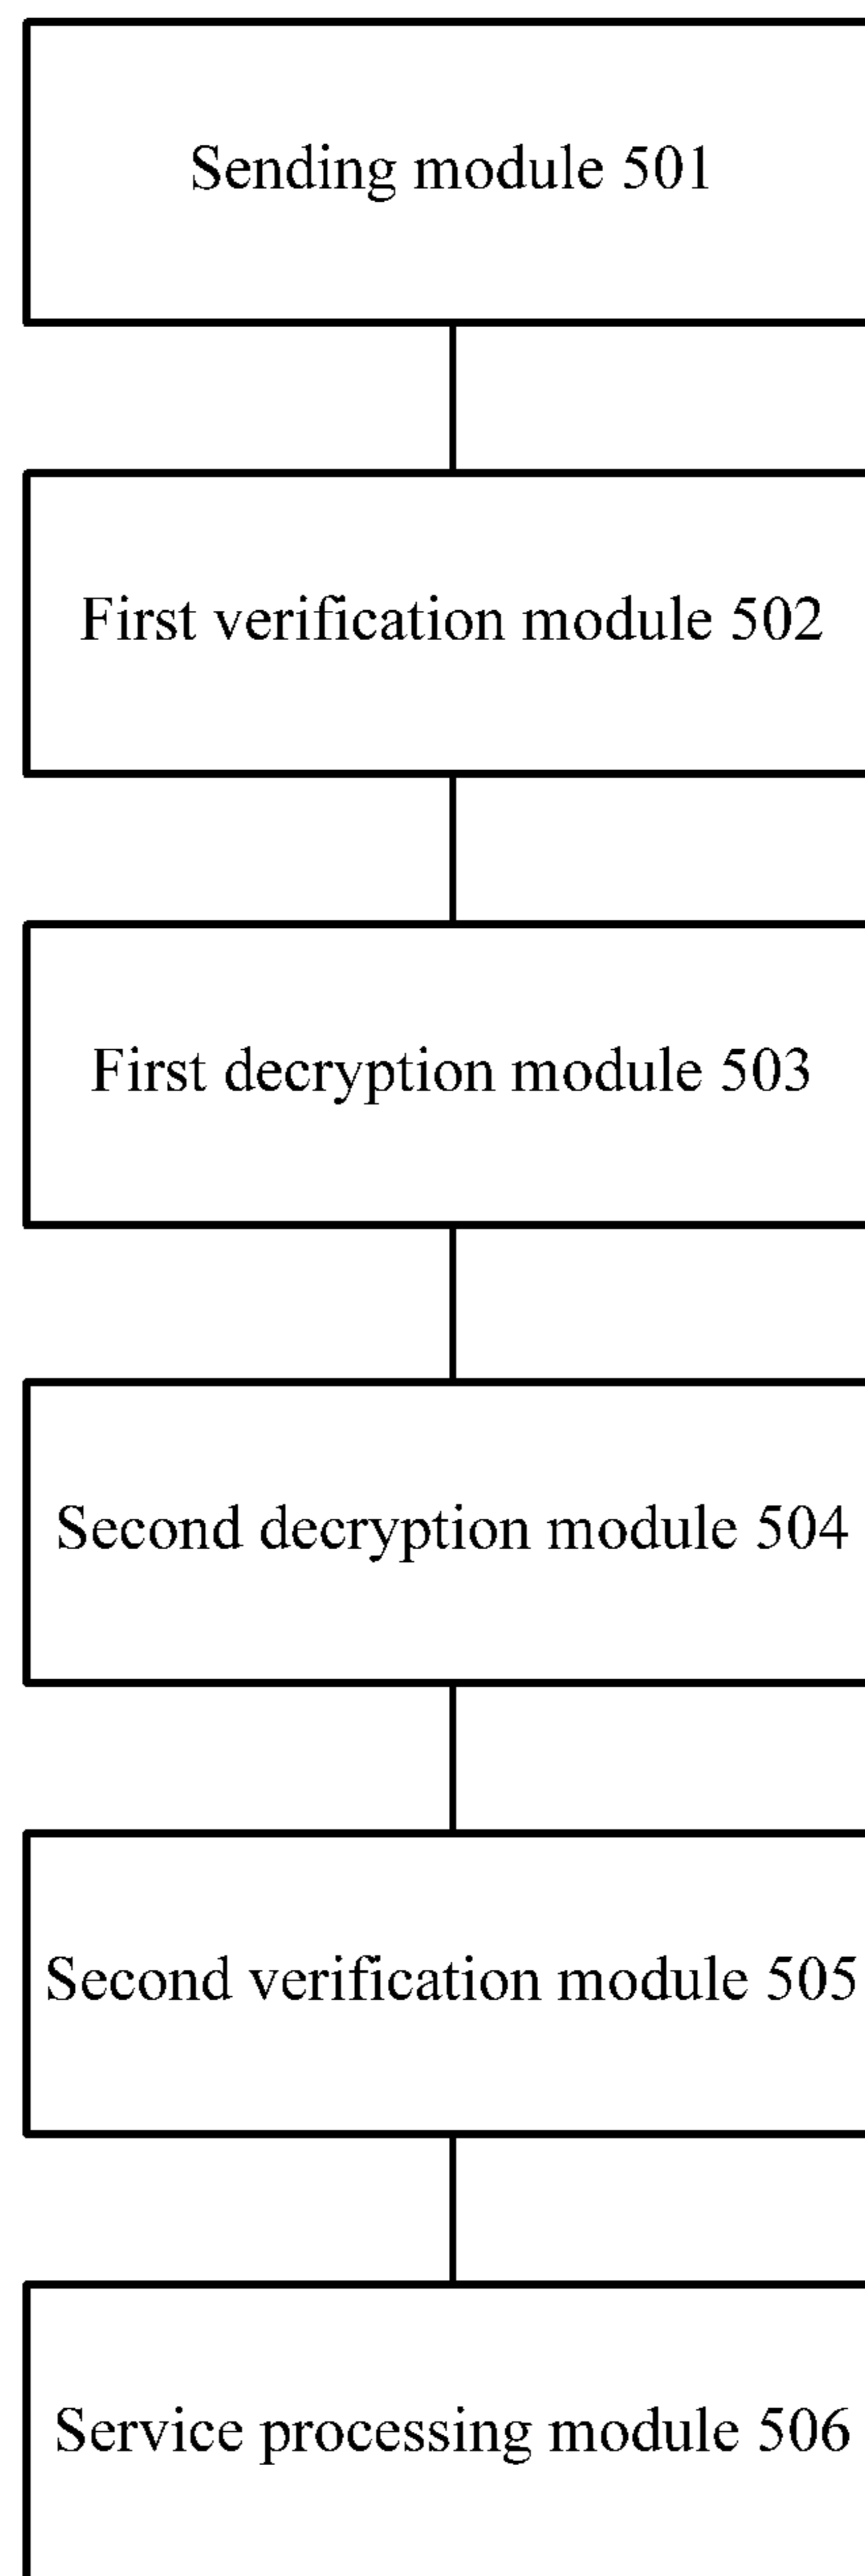 Sending module 501
First verification module 502
First decryption module 503
Second decryption module 504
Second verification module 505
Service processing module 506